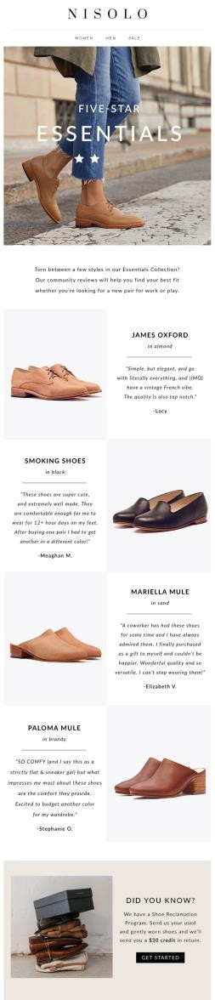 NISOLO
WOMEN MEN SALE
FIVE-STAR
ESSENTIALS
Torn between a few styles in our Essentials Collection?
Our community reviews will help you find your best fit
whether you're looking for a new pair for work or play.
JAMES OXFORD
in almond
"Simple, but elegant, and go
with literally everything, and (IMO)
have a vintage French vibe.
The quality is also top notch."
-Lucy
SMOKING SHOES
in black
"These shoes are super cute,
and extremely well made. They
are comfortable enough for me to
wear for 12+ hour days on my feet.
After buying one pair I had to get
another in a different color!"
-Meaghan M.
MARIELLA MULE
in sand
"A coworker has had these shoes
for some time and I have always
admired them. I finally purchased
as a gift to myself and couldn't be
happier. Wonderful quality and so
versatile. I can't stop wearing them!"
-Elizabeth V.
PALOMA MULE
in brandy
"SO COMFY (and I say this as a
strictly flat & sneaker gal) but what
impresses me most about these shoes
are the comfort they provide.
Excited to budget another color
for my wardrobe."
-Stephanie O.
DID YOU KNOW?
We have a Shoe Reclamation
Program. Send us your used
and gently worn shoes and we'll
send you a $30 credit in return.
GET STARTED